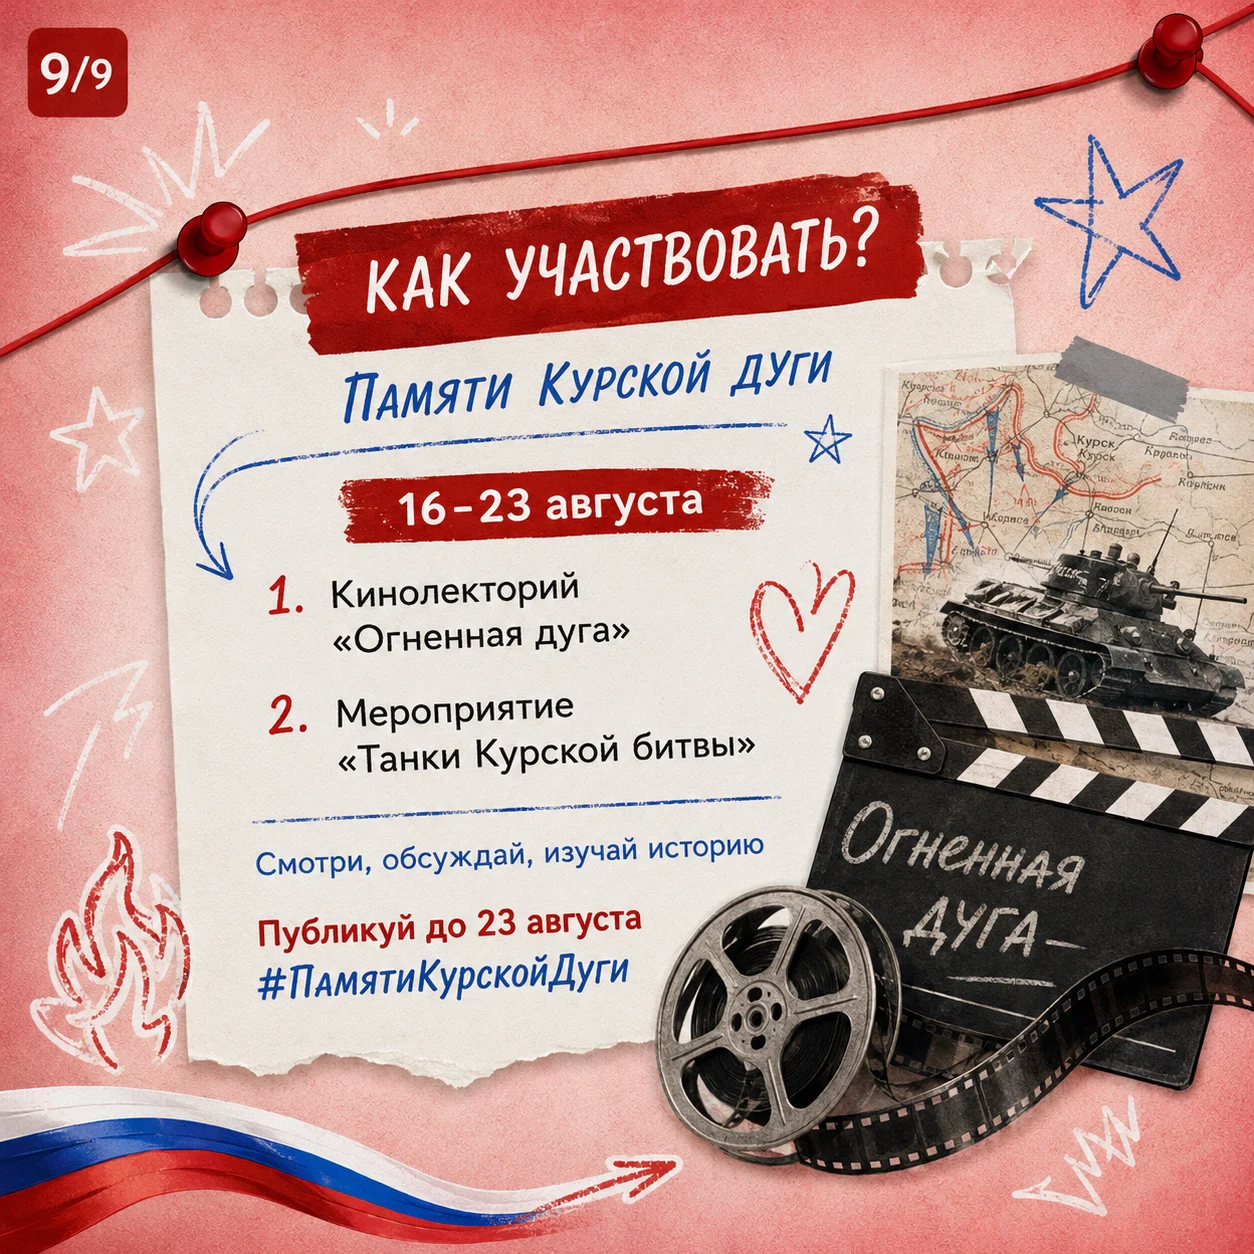 9/9
КАК УЧАСТВОВАТЬ?
Памяти Курской дуги
16–23 августа
1. Кинолекторий
«Огненная дуга»
2. Мероприятие
«Танки Курской битвы»
Смотри, обсуждай, изучай историю
Публикуй до 23 августа
#ПамятиКурскойДуги
Курск
Огненная
дуга–